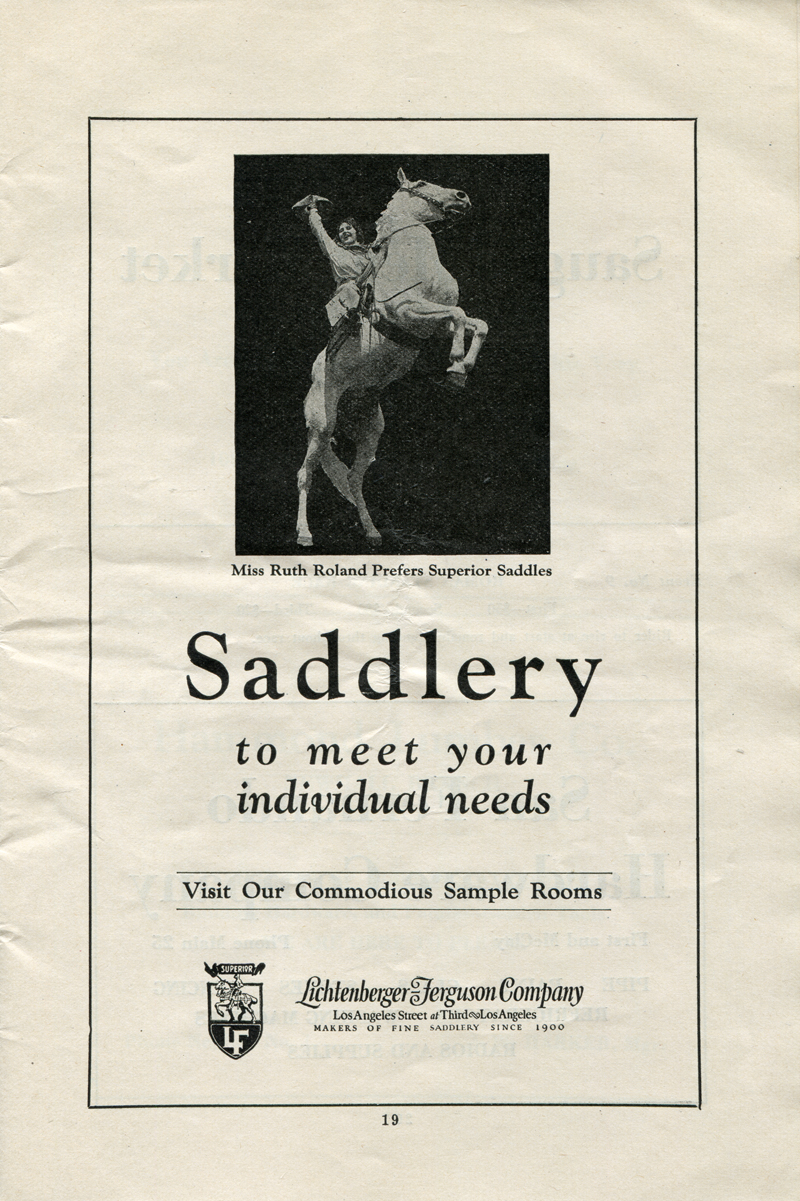 Miss Ruth Roland Prefers Superior Saddles
Saddlery
to meet your
individual needs
Visit Our Commodious Sample Rooms
SUPERIOR
LF
Lichtenberger-Ferguson Company
Los Angeles Street at Third Los Angeles
MAKERS OF FINE SADDLERY SINCE 1900
19